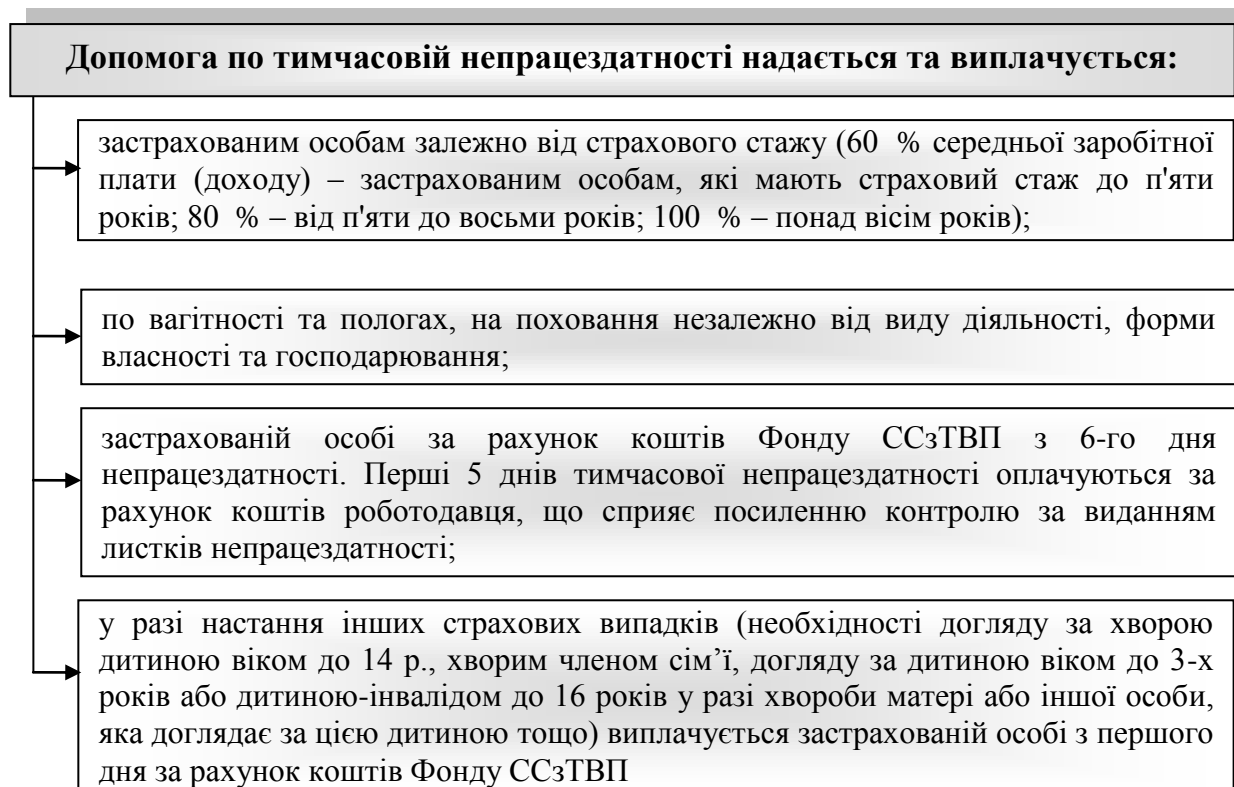 Допомога по тимчасовій непрацездатності надається та виплачується:
застрахованим особам залежно від страхового стажу (60 % середньої заробітної
плати (доходу) – застрахованим особам, які мають страховий стаж до п'яти
років; 80 % – від п'яти до восьми років; 100 % – понад вісім років);
по вагітності та пологах, на поховання незалежно від виду діяльності, форми
власності та господарювання;
застрахованій особі за рахунок коштів Фонду ССзТВП з 6-го дня
непрацездатності. Перші 5 днів тимчасової непрацездатності оплачуються за
рахунок коштів роботодавця, що сприяє посиленню контролю за виданням
листків непрацездатності;
у разі настання інших страхових випадків (необхідності догляду за хворою
дитиною віком до 14 р., хворим членом сім’ї, догляду за дитиною віком до 3-х
років або дитиною-інвалідом до 16 років у разі хвороби матері або іншої особи,
яка доглядає за цією дитиною тощо) виплачується застрахованій особі з першого
дня за рахунок коштів Фонду ССзТВП